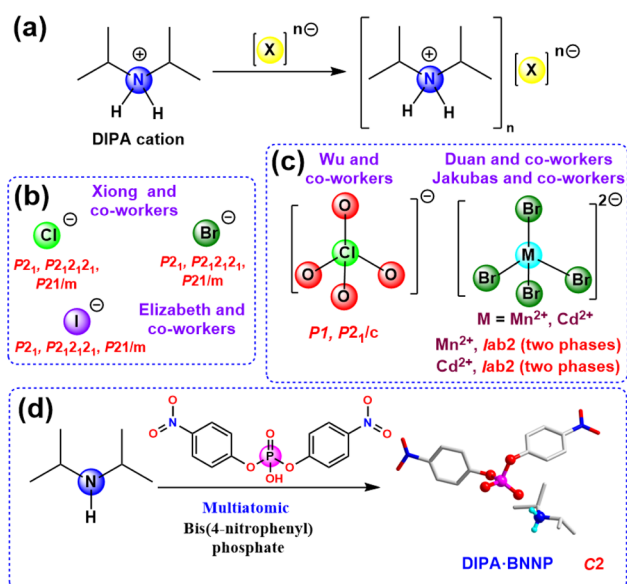 (a)
[X]n⊖
[X]n⊖
⊕
N
H H
DIPA cation
⊕
N
H H
n
(b)
Xiong and
co-workers
Cl⊖
Br⊖
P2₁, P2₁2₁2₁,
P21/m
P2₁, P2₁2₁2₁,
P21/m
I⊖
Elizabeth and
co-workers
P2₁, P2₁2₁2₁, P21/m
(c)
Wu and
co-workers
O
Cl
O
O
O
⊖
P1, P2₁/c
Duan and co-workers
Jakubas and co-workers
Br
M
Br
Br
Br
2⊖
M = Mn²⁺, Cd²⁺
Mn²⁺, Iab2 (two phases)
Cd²⁺, Iab2 (two phases)
(d)
N
H
O
N
O
O
P
O O
OH
O
N
O
Multiatomic
Bis(4-nitrophenyl)
phosphate
DIPA·BNNP C2